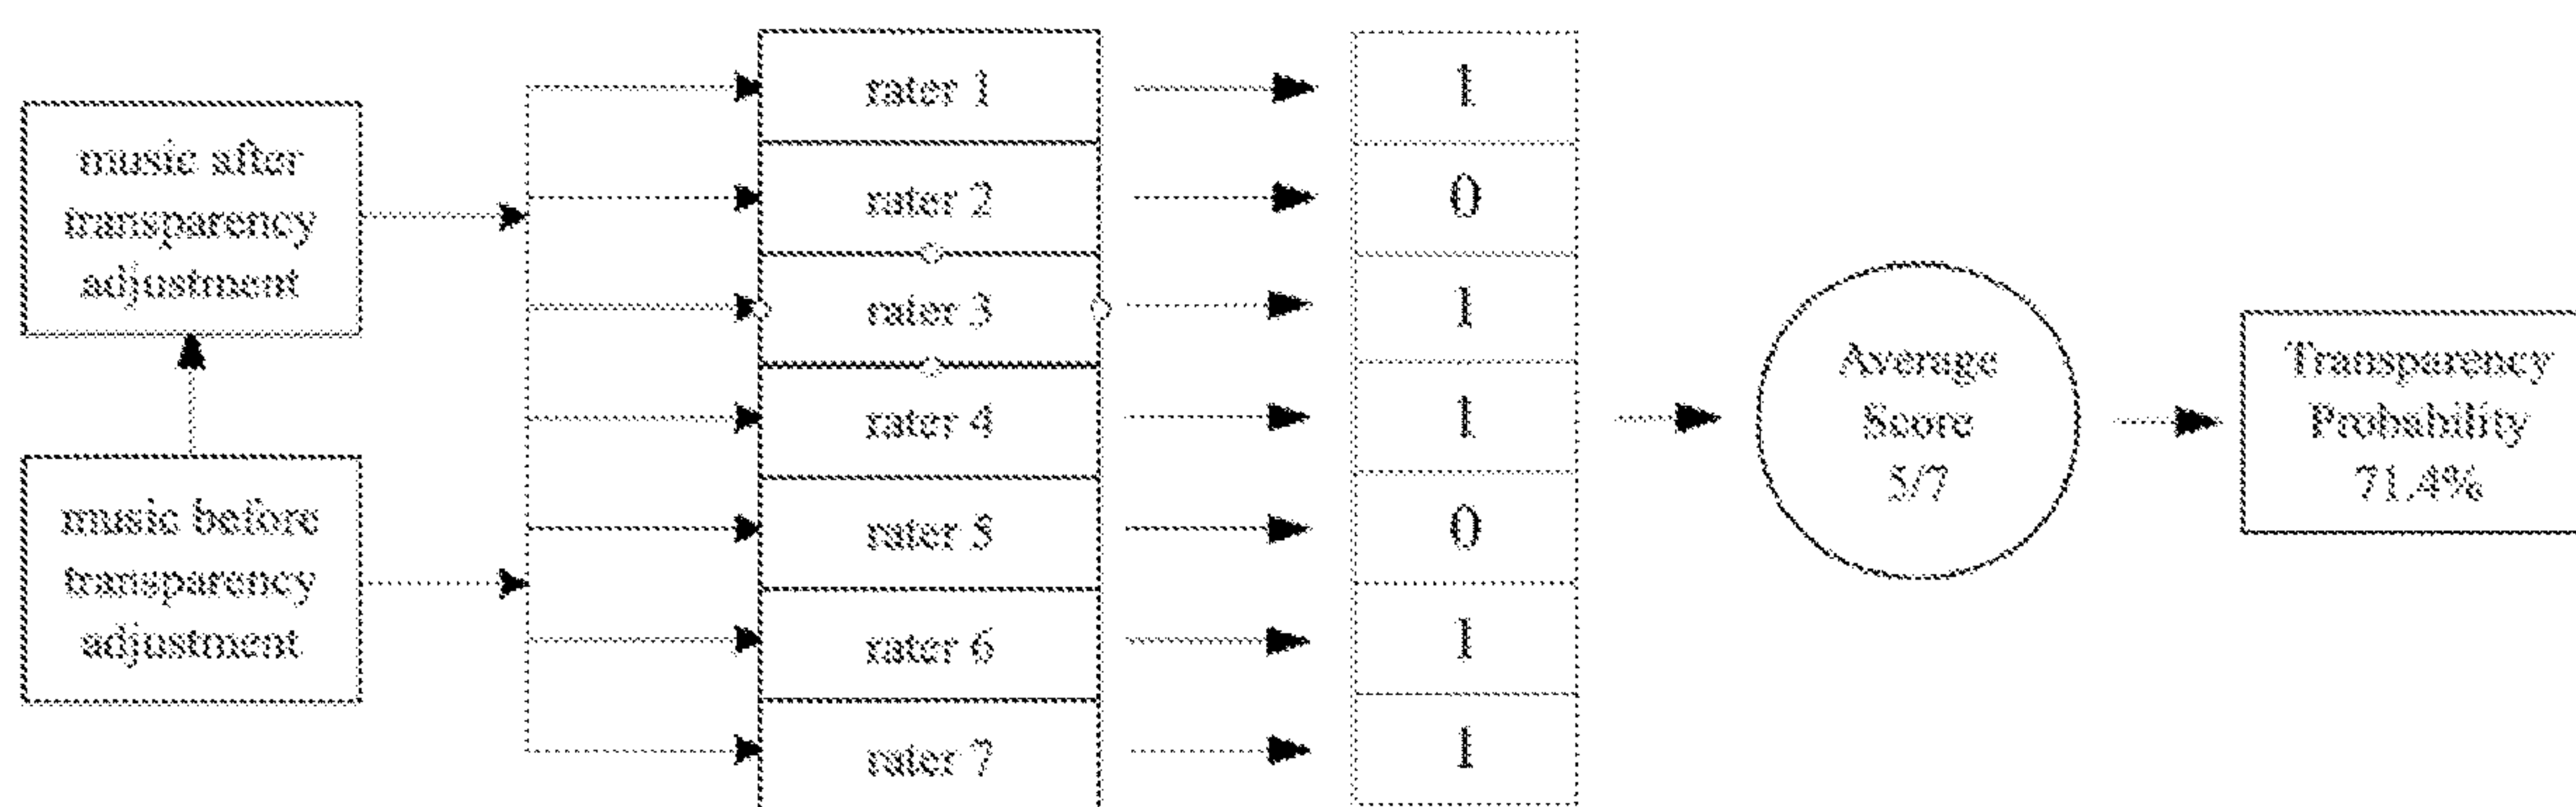 music after
transparency
adjustment
music before
transparency
adjustment
rater 1
rater 2
rater 3
rater 4
rater 5
rater 6
rater 7
1
0
1
1
0
1
1
Average
Score
5/7
Transparency
Probability
71.4%